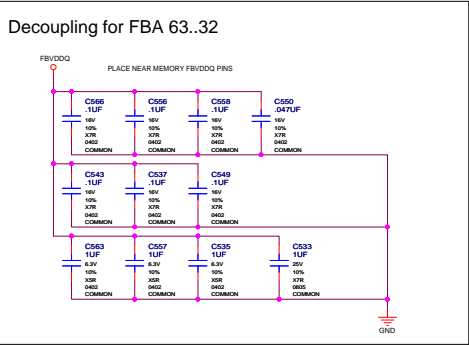 Decoupling for FBA 63..32
FBVDDQ
PLACE NEAR MEMORY FBVDDQ PINS
C566
.1UF
16V
10%
X7R
0402
COMMON
C556
.1UF
16V
10%
X7R
0402
COMMON
C558
.1UF
16V
10%
X7R
0402
COMMON
C550
.047UF
16V
10%
X7R
0402
COMMON
C543
.1UF
16V
10%
X7R
0402
COMMON
C537
.1UF
16V
10%
X7R
0402
COMMON
C549
.1UF
16V
10%
X7R
0402
COMMON
C563
1UF
6.3V
10%
X5R
0402
COMMON
C557
1UF
6.3V
10%
X5R
0402
COMMON
C535
1UF
6.3V
10%
X5R
0402
COMMON
C533
1UF
25V
10%
X7R
0805
COMMON
GND